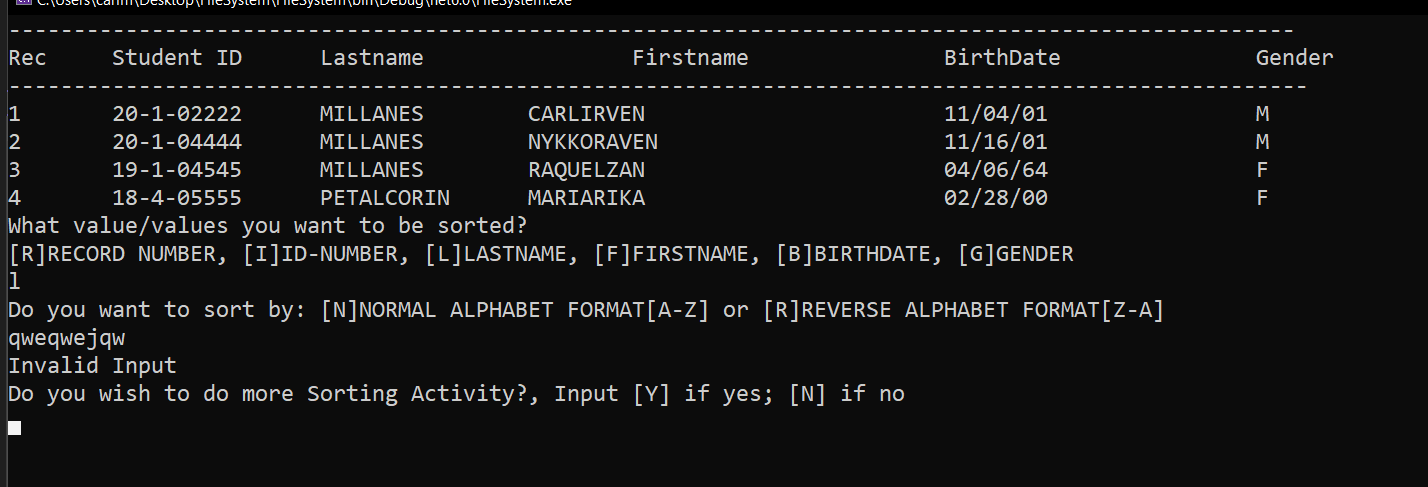 C:\Users\carlin\Desktop\FileSystem\FileSystem\bin\Debug\net6.0\FileSystem.exe
---------------------------------------------------------------------------------------------------
Rec Student ID Lastname Firstname BirthDate Gender
----------------------------------------------------------------------------------------------------
1 20-1-02222 MILLANES CARLIRVEN 11/04/01 M
2 20-1-04444 MILLANES NYKKORAVEN 11/16/01 M
3 19-1-04545 MILLANES RAQUELZAN 04/06/64 F
4 18-4-05555 PETALCORIN MARIARIKA 02/28/00 F
What value/values you want to be sorted?
[R]RECORD NUMBER, [I]ID-NUMBER, [L]LASTNAME, [F]FIRSTNAME, [B]BIRTHDATE, [G]GENDER
l
Do you want to sort by: [N]NORMAL ALPHABET FORMAT[A-Z] or [R]REVERSE ALPHABET FORMAT[Z-A]
qweqwejqw
Invalid Input
Do you wish to do more Sorting Activity?, Input [Y] if yes; [N] if no